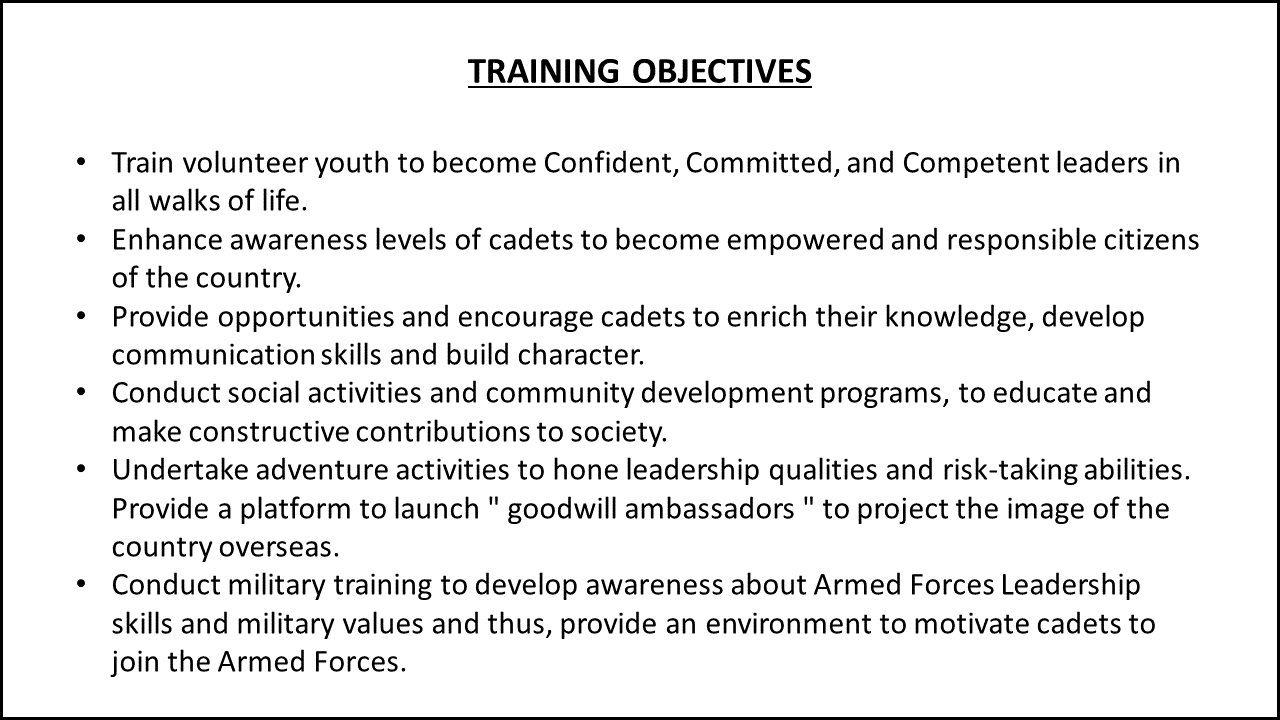 TRAINING OBJECTIVES
• Train volunteer youth to become Confident, Committed, and Competent leaders in
all walks of life.
• Enhance awareness levels of cadets to become empowered and responsible citizens
of the country.
• Provide opportunities and encourage cadets to enrich their knowledge, develop
communication skills and build character.
• Conduct social activities and community development programs, to educate and
make constructive contributions to society.
• Undertake adventure activities to hone leadership qualities and risk-taking abilities.
Provide a platform to launch " goodwill ambassadors " to project the image of the
country overseas.
• Conduct military training to develop awareness about Armed Forces Leadership
skills and military values and thus, provide an environment to motivate cadets to
join the Armed Forces.